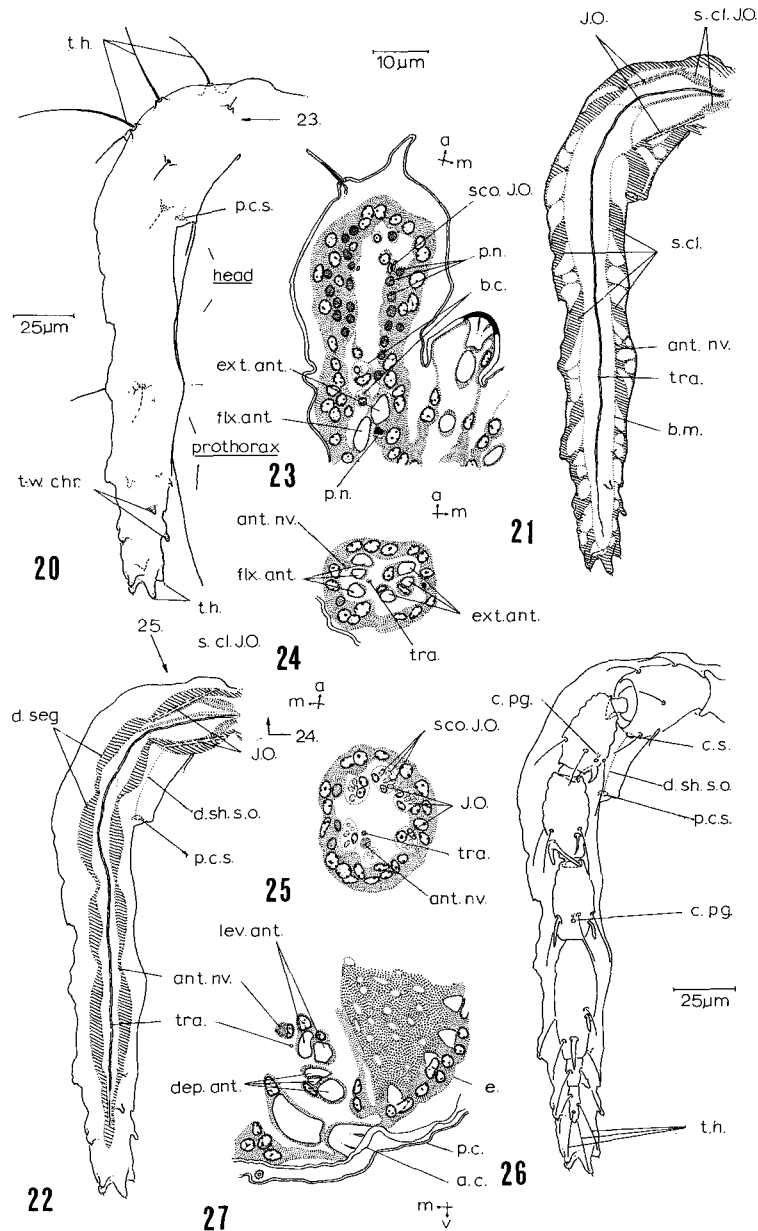 t.h.
10µm
J.O.
s.cl.J.O.
23.
a
m
sco. J.O.
p.c.s.
p.n.
head
b.c.
s.cl.
25µm
ext.ant.
ant. nv.
tra.
flx.ant.
b.m.
prothorax
23
t-w. chr.
p.n.
21
20
a
m
ant. nv.
t.h.
flx. ant.
ext.ant.
25.
s. cl. J.O.
24
tra.
a
m
c. pg.
d. seg.
24.
sco. J.O.
c.s.
J.O.
J.O.
d.sh.s.o.
d.sh.s.o.
p.c.s.
p.c.s.
tra.
25
ant.nv.
c. pg.
lev. ant.
ant. nv.
25µm
tra.
dep. ant.
e.
t.h.
p.c.
a.c.
26
22
27
m
v